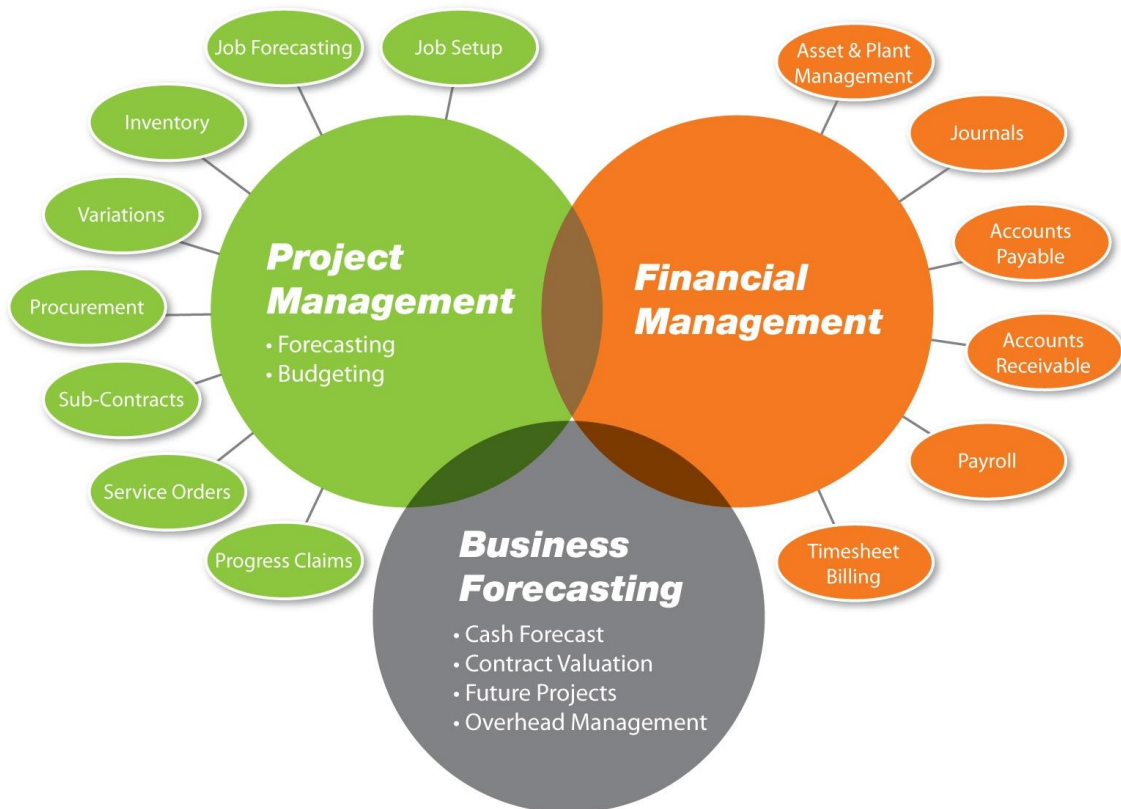 Job Forecasting
Job Setup
Inventory
Variations
Procurement
Sub-Contracts
Service Orders
Progress Claims
Project
Management
• Forecasting
• Budgeting
Asset & Plant
Management
Journals
Accounts
Payable
Accounts
Receivable
Payroll
Timesheet
Billing
Financial
Management
Business
Forecasting
• Cash Forecast
• Contract Valuation
• Future Projects
• Overhead Management